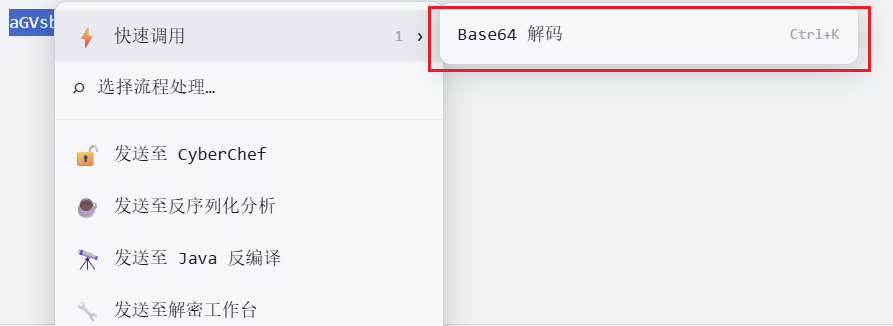 aGVsb
快速调用 1 ›
Base64 解码 Ctrl+K
选择流程处理…
发送至 CyberChef
发送至反序列化分析
发送至 Java 反编译
发送至解密工作台